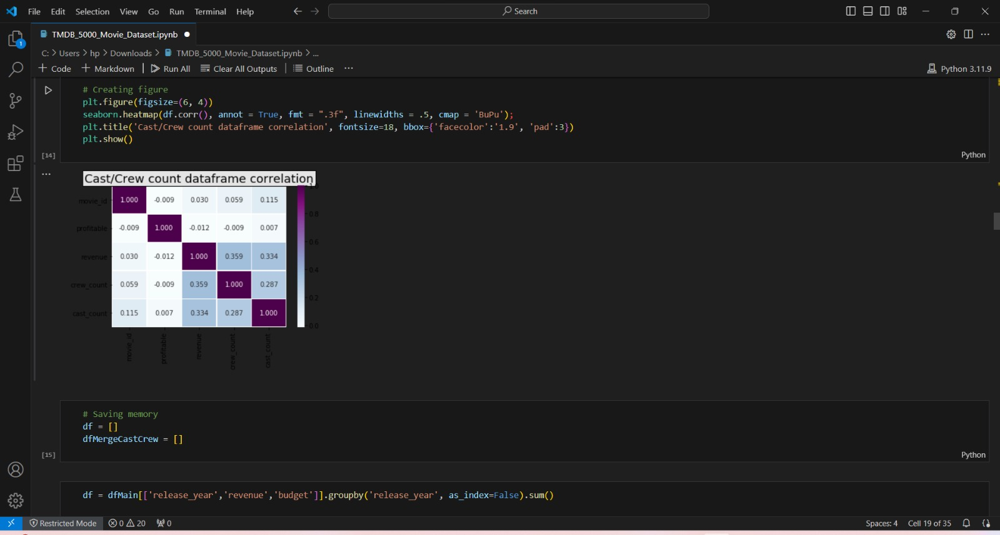 File Edit Selection View Go Run Terminal Help
Search
TMDB_5000_Movie_Dataset.ipynb
1
C: > Users > hp > Downloads > TMDB_5000_Movie_Dataset.ipynb > ...
+ Code + Markdown | Run All Clear All Outputs | Outline ...
Python 3.11.9
# Creating figure
plt.figure(figsize=(6, 4))
seaborn.heatmap(df.corr(), annot = True, fmt = ".3f", linewidths = .5, cmap = 'BuPu');
plt.title('Cast/Crew count dataframe correlation', fontsize=18, bbox={'facecolor':'1.9', 'pad':3})
plt.show()
[14]
Python
...
Cast/Crew count dataframe correlation
1.0
movie_id 1.000 -0.009 0.030 0.059 0.115
0.8
profitable -0.009 1.000 -0.012 -0.009 0.007
0.6
revenue 0.030 -0.012 1.000 0.359 0.334
0.4
crew_count 0.059 -0.009 0.359 1.000 0.287
0.2
cast_count 0.115 0.007 0.334 0.287 1.000
0.0
movie_id profitable revenue crew_count cast_count
# Saving memory
df = []
dfMergeCastCrew = []
[15]
Python
df = dfMain[['release_year','revenue','budget']].groupby('release_year', as_index=False).sum()
Restricted Mode 0 20 0
Spaces: 4 Cell 19 of 35